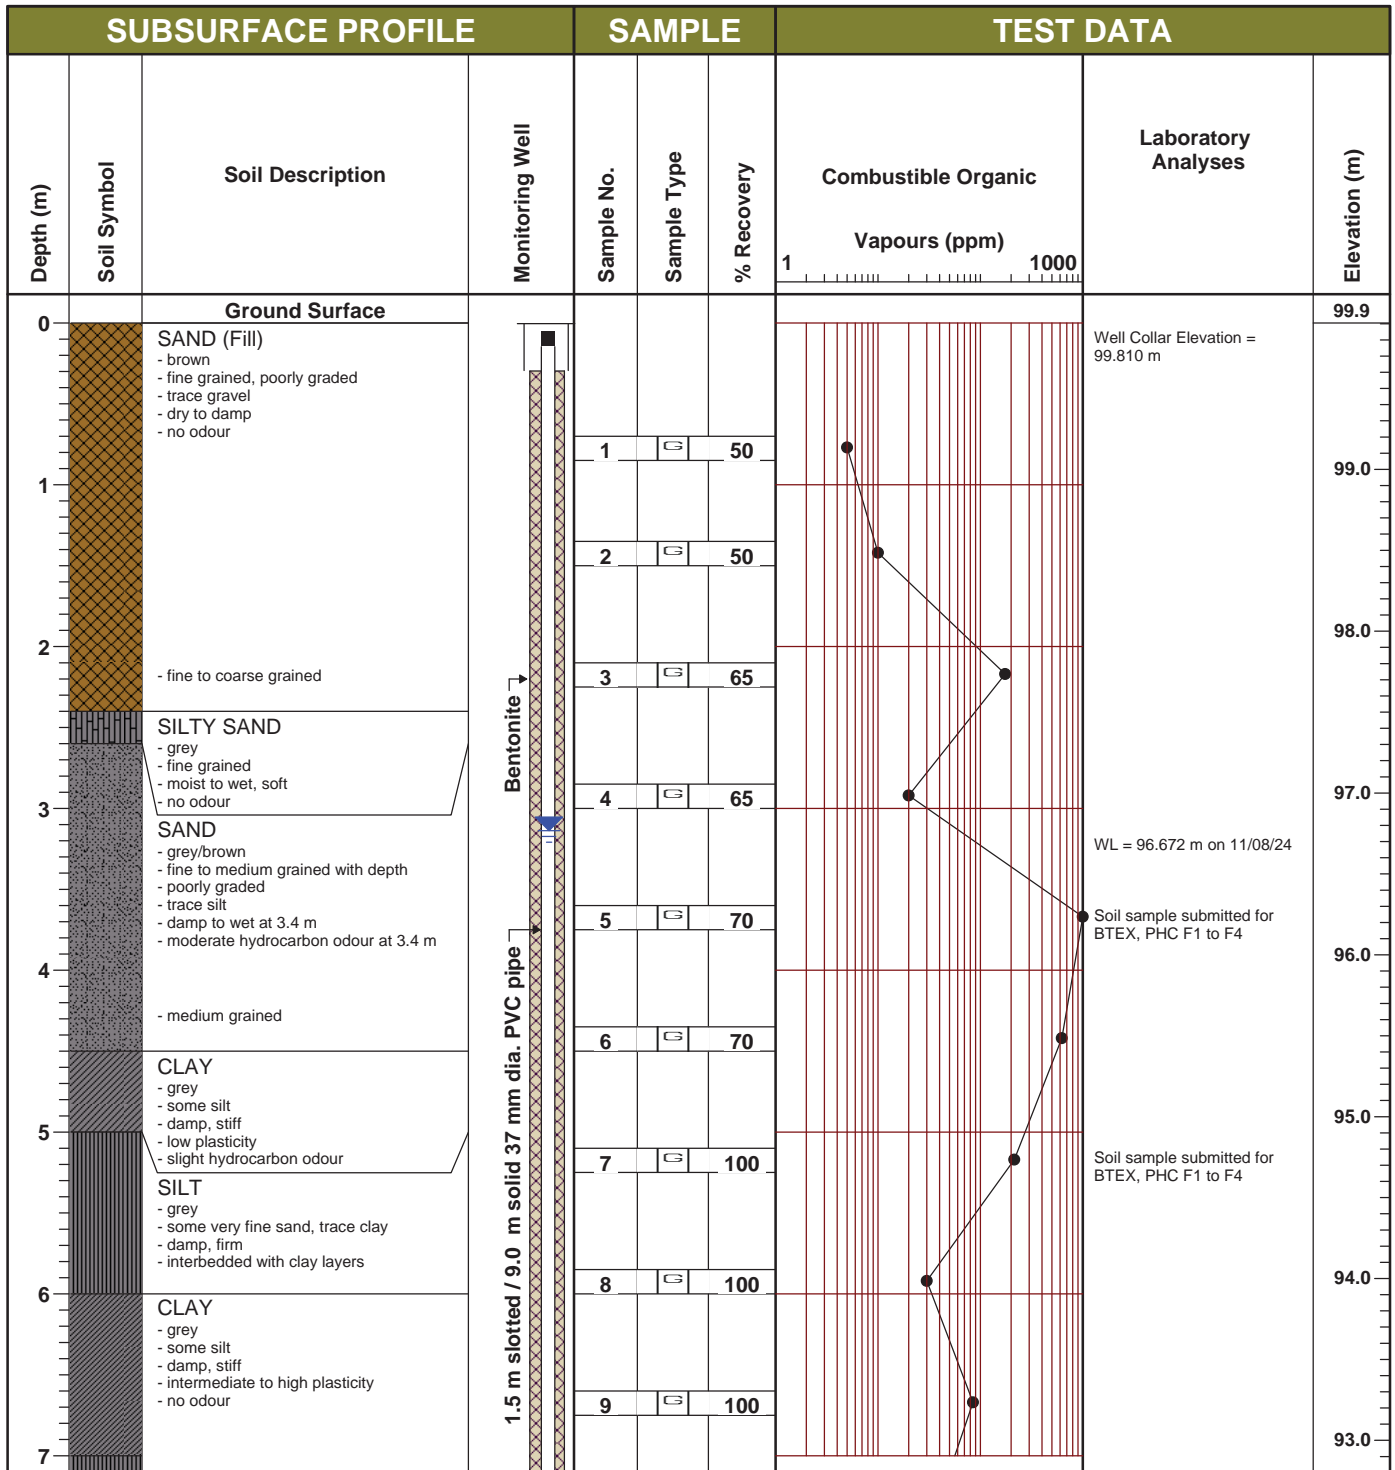 SUBSURFACE PROFILE
SAMPLE
TEST DATA
Depth (m)
Soil Symbol
Soil Description
Monitoring Well
Sample No.
Sample Type
% Recovery
Combustible Organic
Vapours (ppm)
1
1000
Laboratory
Analyses
Elevation (m)
Ground Surface
99.9
0
SAND (Fill)
- brown
- fine grained, poorly graded
- trace gravel
- dry to damp
- no odour
Well Collar Elevation =
99.810 m
1 G 50
99.0
1
2 G 50
98.0
2
- fine to coarse grained
3 G 65
Bentonite
SILTY SAND
- grey
- fine grained
- moist to wet, soft
- no odour
4 G 65
97.0
3
SAND
- grey/brown
- fine to medium grained with depth
- poorly graded
- trace silt
- damp to wet at 3.4 m
- moderate hydrocarbon odour at 3.4 m
WL = 96.672 m on 11/08/24
5 G 70
Soil sample submitted for
BTEX, PHC F1 to F4
96.0
4
- medium grained
1.5 m slotted / 9.0 m solid 37 mm dia. PVC pipe
6 G 70
CLAY
- grey
- some silt
- damp, stiff
- low plasticity
- slight hydrocarbon odour
95.0
5
7 G 100
Soil sample submitted for
BTEX, PHC F1 to F4
SILT
- grey
- some very fine sand, trace clay
- damp, firm
- interbedded with clay layers
8 G 100
94.0
6
CLAY
- grey
- some silt
- damp, stiff
- intermediate to high plasticity
- no odour
9 G 100
93.0
7